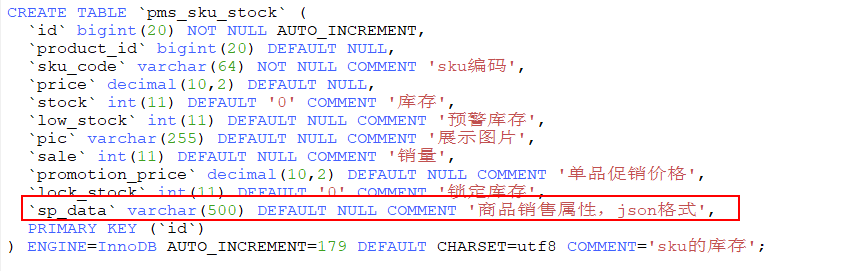 CREATE TABLE `pms_sku_stock` (
`id` bigint(20) NOT NULL AUTO_INCREMENT,
`product_id` bigint(20) DEFAULT NULL,
`sku_code` varchar(64) NOT NULL COMMENT 'sku编码',
`price` decimal(10,2) DEFAULT NULL,
`stock` int(11) DEFAULT '0' COMMENT '库存',
`low_stock` int(11) DEFAULT NULL COMMENT '预警库存',
`pic` varchar(255) DEFAULT NULL COMMENT '展示图片',
`sale` int(11) DEFAULT NULL COMMENT '销量',
`promotion_price` decimal(10,2) DEFAULT NULL COMMENT '单品促销价格',
`lock_stock` int(11) DEFAULT '0' COMMENT '锁定库存',
`sp_data` varchar(500) DEFAULT NULL COMMENT '商品销售属性，json格式',
PRIMARY KEY (`id`)
) ENGINE=InnoDB AUTO_INCREMENT=179 DEFAULT CHARSET=utf8 COMMENT='sku的库存';